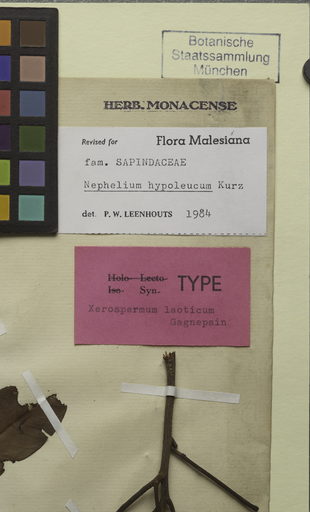 Botanische
Staatssammlung
München
HERB. MONACENSE
Revised for Flora Malesiana
fam. SAPINDACEAE
Nephelium hypoleucum Kurz
det. P. W. LEENHOUTS 1984
Holo- Lecto-
Iso- Syn- TYPE
Xerospermum laoticum
Gagnepain